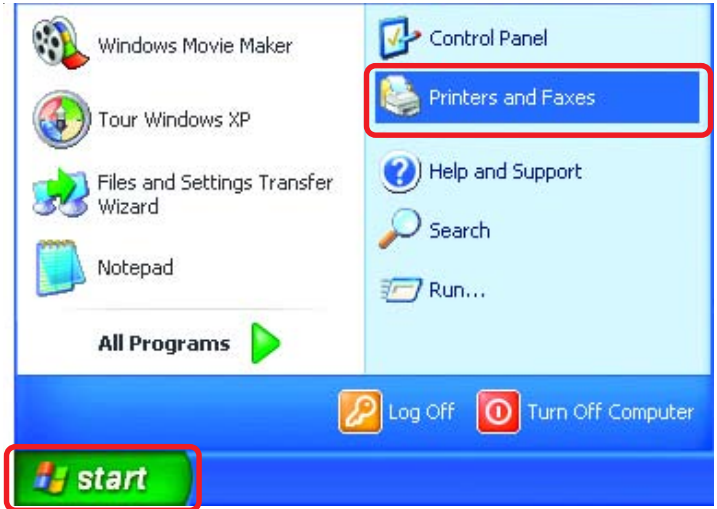 Windows Movie Maker
Tour Windows XP
Files and Settings Transfer
Wizard
Notepad
All Programs
Control Panel
Printers and Faxes
Help and Support
Search
Run...
Log Off
Turn Off Computer
start